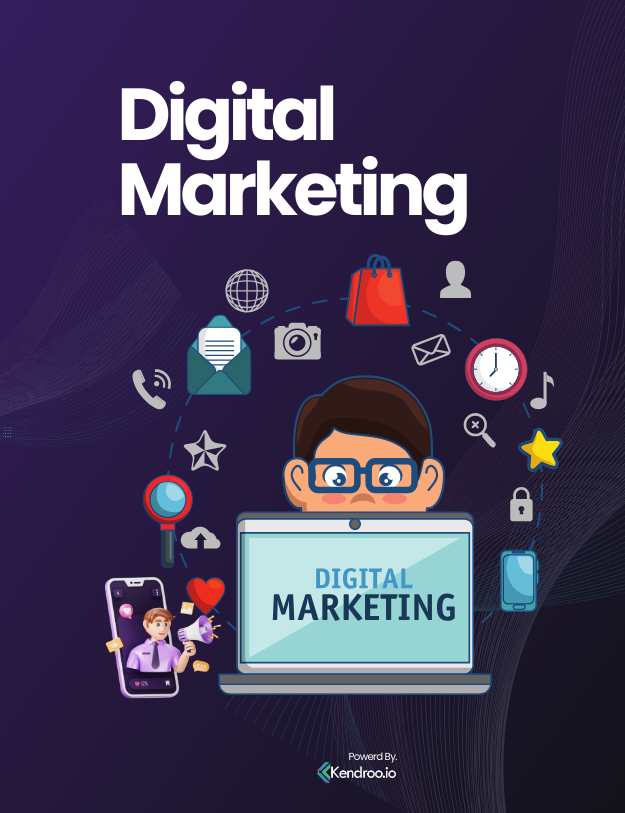 Digital
Marketing
DIGITAL
MARKETING
Powerd By.
Kendroo.io